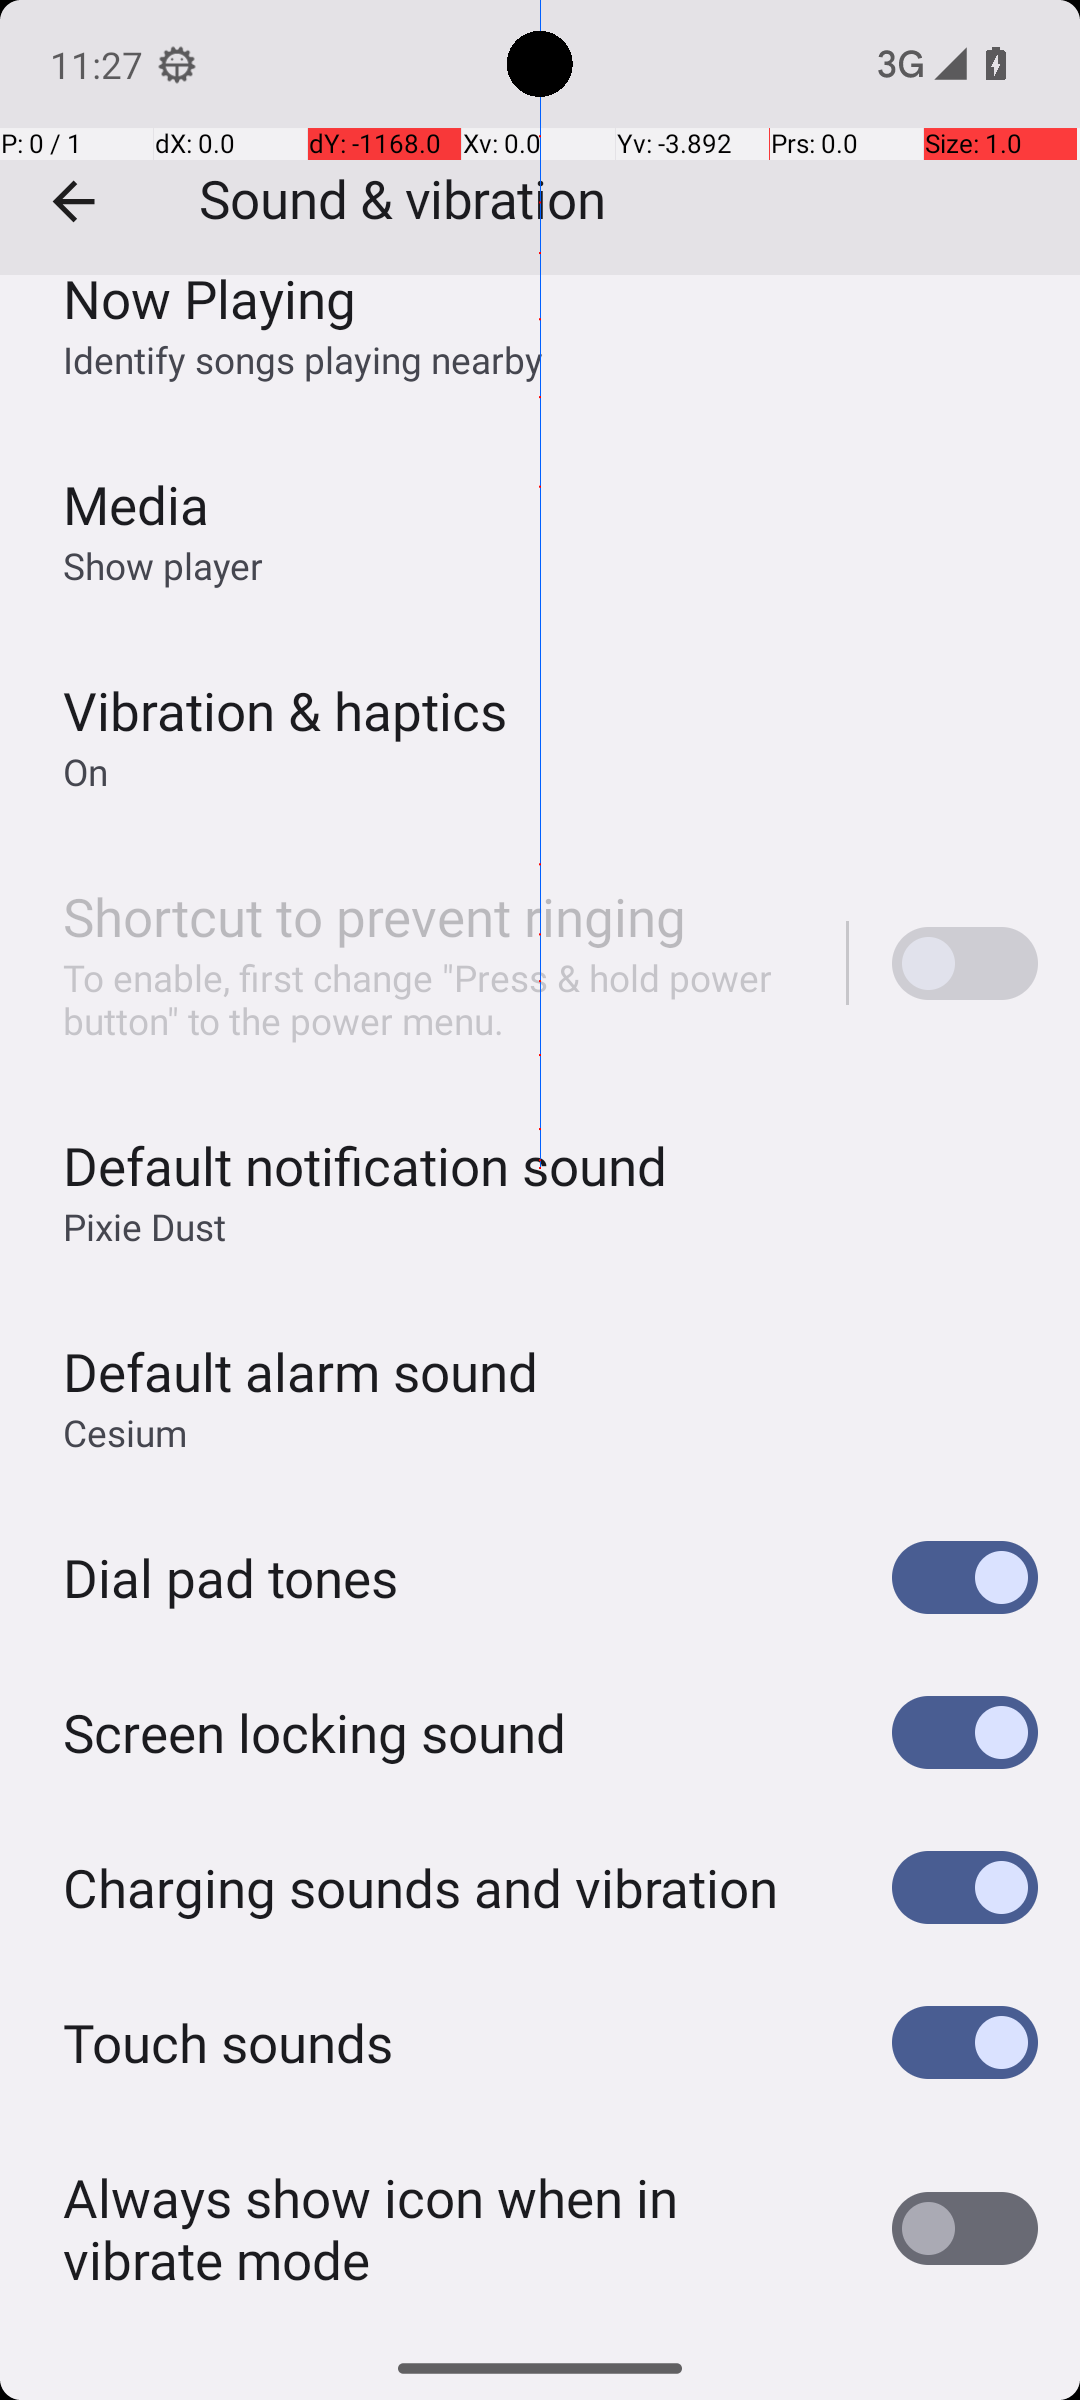 11:27
3G
P: 0 / 1 dX: 0.0 dY: -1168.0 Xv: 0.0 Yv: -3.892 Prs: 0.0 Size: 1.0
Sound & vibration
Now Playing
Identify songs playing nearby
Media
Show player
Vibration & haptics
On
Shortcut to prevent ringing
To enable, first change "Press & hold power
button" to the power menu.
Default notification sound
Pixie Dust
Default alarm sound
Cesium
Dial pad tones
Screen locking sound
Charging sounds and vibration
Touch sounds
Always show icon when in
vibrate mode